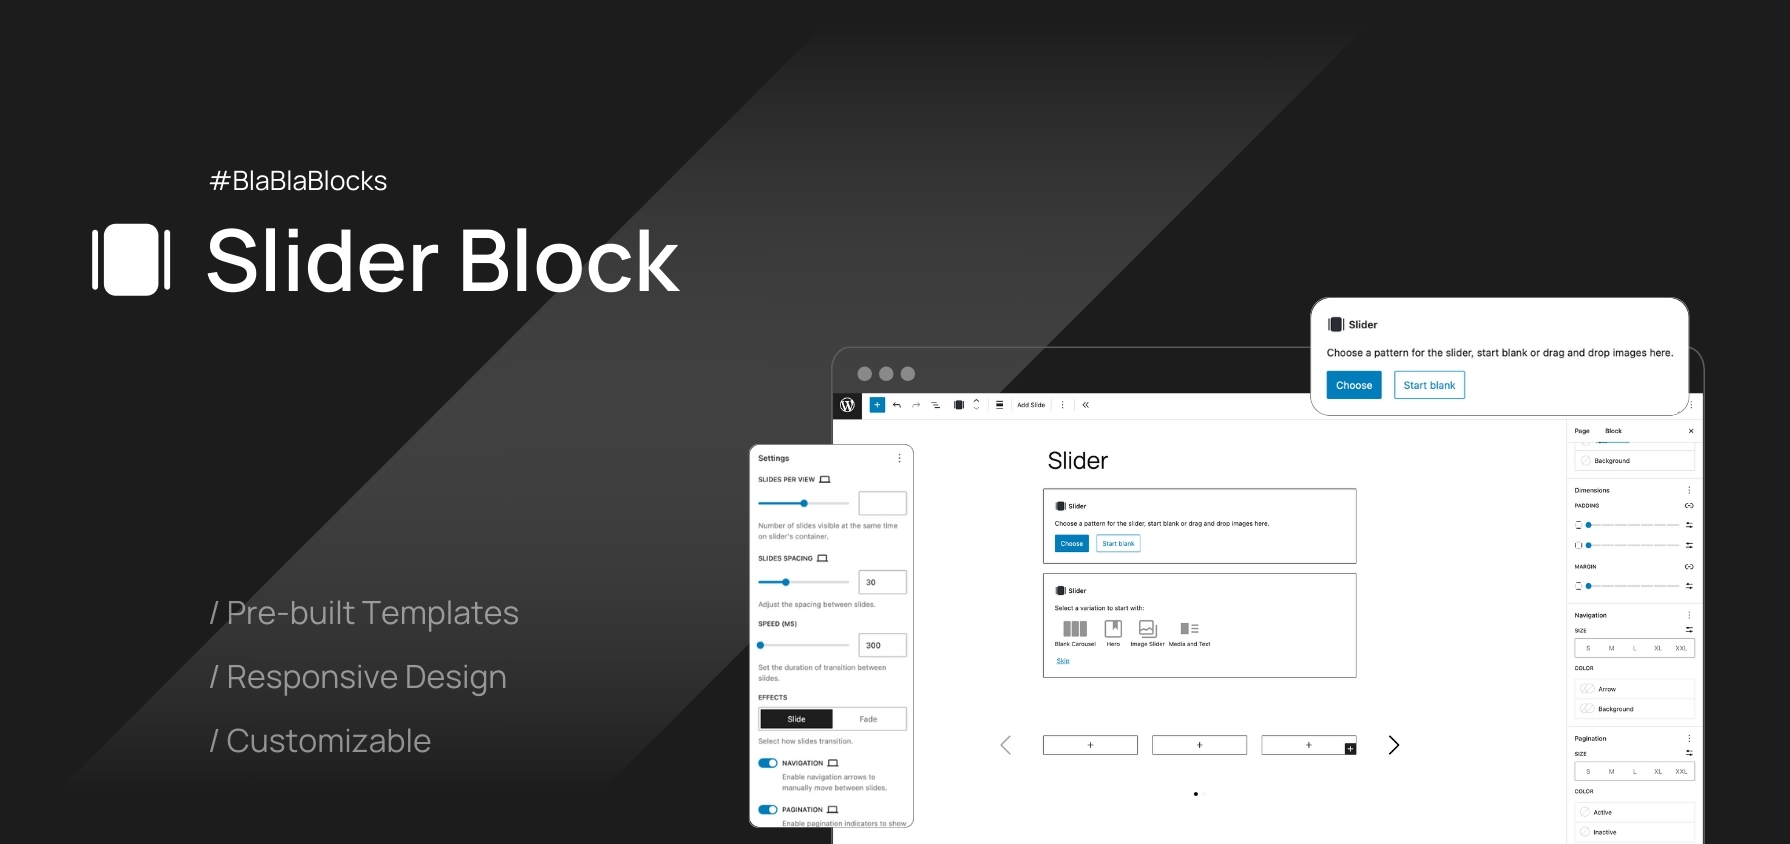 #BlaBlaBlocks
Slider Block
/ Pre-built Templates
/ Responsive Design
/ Customizable
Slider
Choose a pattern for the slider, start blank or drag and drop images here.
Choose
Start blank
Add Slide
Settings
SLIDES PER VIEW
Number of slides visible at the same time
on slider's container.
SLIDES SPACING
30
Adjust the spacing between slides.
SPEED (MS)
300
Set the duration of transition between
slides.
EFFECTS
Slide
Fade
Select how slides transition.
NAVIGATION
Enable navigation arrows to
manually move between slides.
PAGINATION
Enable pagination indicators to show
Slider
Slider
Choose a pattern for the slider, start blank or drag and drop images here.
Choose
Start blank
Slider
Select a variation to start with:
Blank Carousel
Hero
Image Slider
Media and Text
Skip
Page
Block
Background
Dimensions
PADDING
MARGIN
Navigation
SIZE
S M L XL XXL
COLOR
Arrow
Background
Pagination
SIZE
S M L XL XXL
COLOR
Active
Inactive